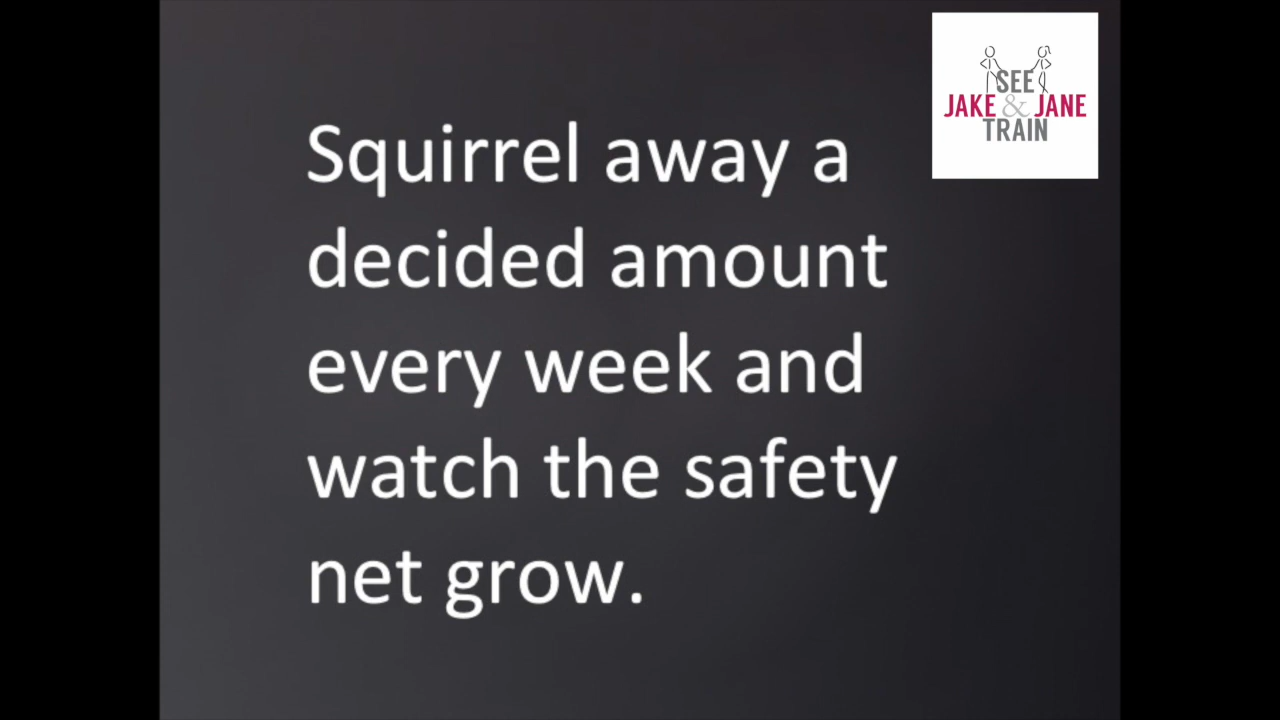 SEE
JAKE & JANE
TRAIN
Squirrel away a
decided amount
every week and
watch the safety
net grow.